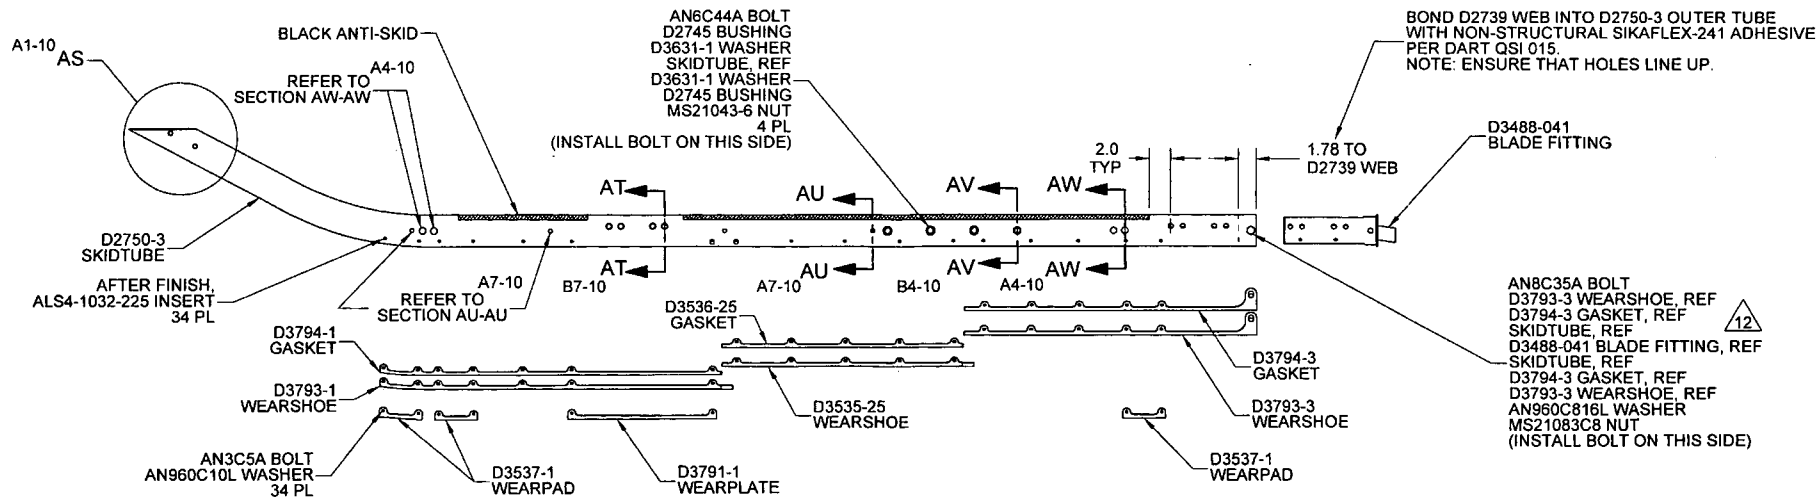 A1-10
AS
BLACK ANTI-SKID
A4-10
REFER TO
SECTION AW-AW
AN6C44A BOLT
D2745 BUSHING
D3631-1 WASHER
SKIDTUBE, REF
D3631-1 WASHER
D2745 BUSHING
MS21043-6 NUT
4 PL
(INSTALL BOLT ON THIS SIDE)
BOND D2739 WEB INTO D2750-3 OUTER TUBE
WITH NON-STRUCTURAL SIKAFLEX-241 ADHESIVE
PER DART QSI 015.
NOTE: ENSURE THAT HOLES LINE UP.
2.0
TYP
1.78 TO
D2739 WEB
D3488-041
BLADE FITTING
AT
AU
AV
AW
D2750-3
SKIDTUBE
AFTER FINISH,
ALS4-1032-225 INSERT
34 PL
A7-10
REFER TO
SECTION AU-AU
AT
B7-10
AU
A7-10
AV
B4-10
AW
A4-10
D3794-1
GASKET
D3793-1
WEARSHOE
AN3C5A BOLT
AN960C10L WASHER
34 PL
D3537-1
WEARPAD
D3791-1
WEARPLATE
D3536-25
GASKET
D3535-25
WEARSHOE
D3794-3
GASKET
D3793-3
WEARSHOE
D3537-1
WEARPAD
AN8C35A BOLT
D3793-3 WEARSHOE, REF
D3794-3 GASKET, REF
SKIDTUBE, REF
D3488-041 BLADE FITTING, REF
SKIDTUBE, REF
D3794-3 GASKET, REF
D3793-3 WEARSHOE, REF
AN960C816L WASHER
MS21083C8 NUT
(INSTALL BOLT ON THIS SIDE)
12